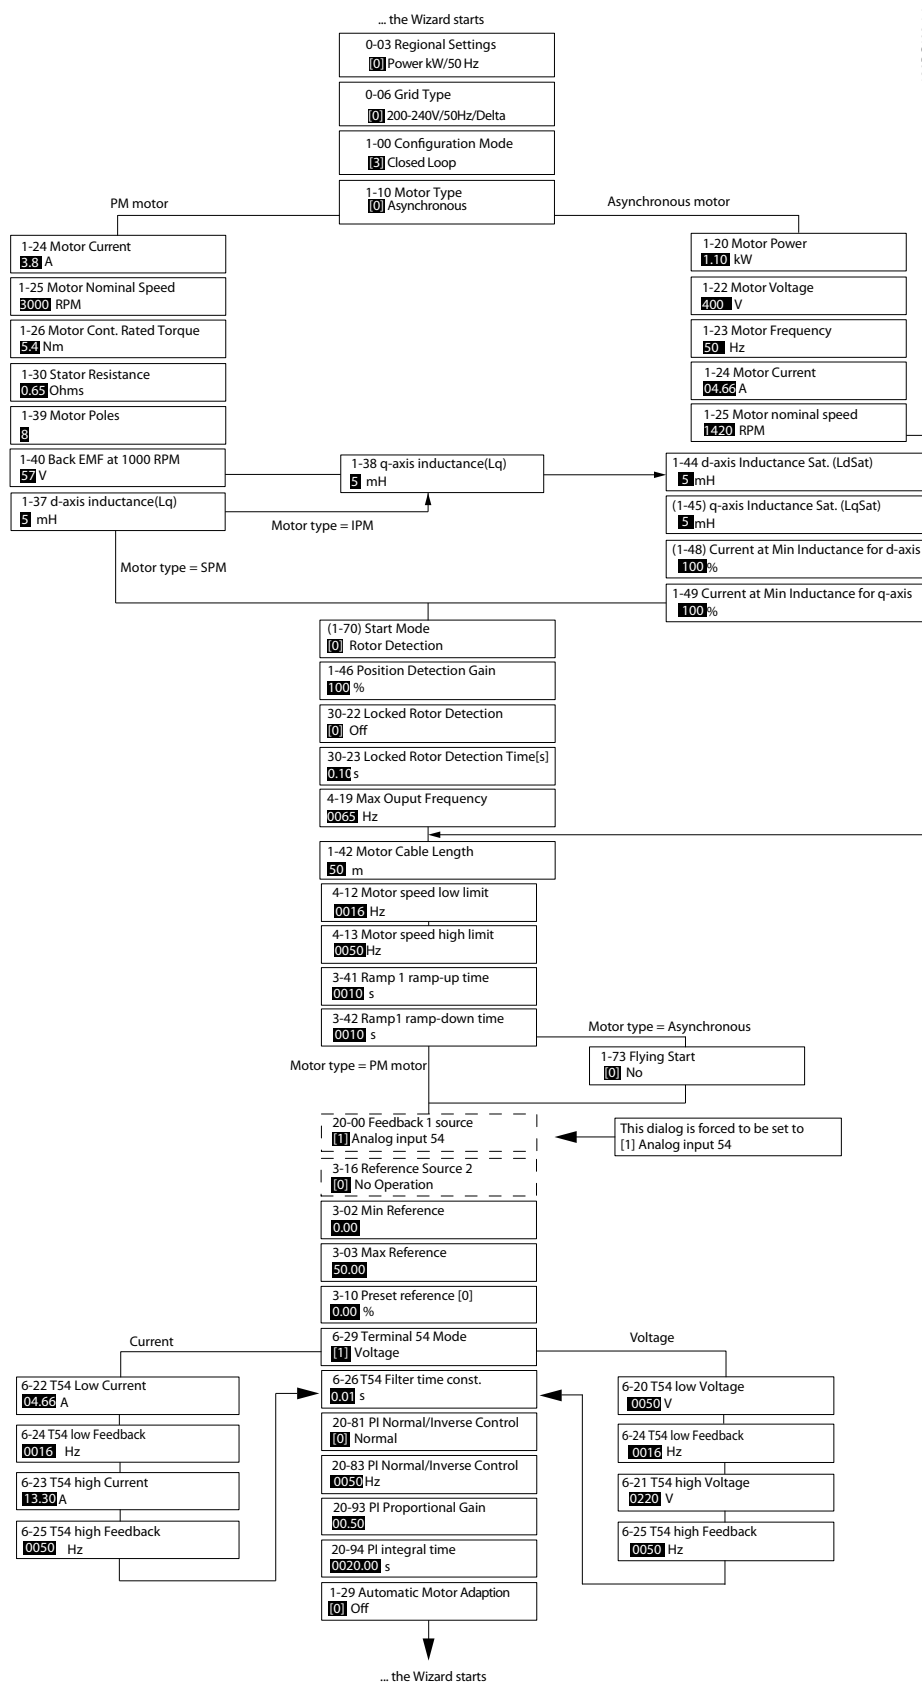 ... the Wizard starts
0-03 Regional Settings
[0] Power kW/50 Hz
0-06 Grid Type
[0] 200-240V/50Hz/Delta
1-00 Configuration Mode
[3] Closed Loop
1-10 Motor Type
[0] Asynchronous
PM motor
Asynchronous motor
1-24 Motor Current
3.8 A
1-25 Motor Nominal Speed
3000 RPM
1-26 Motor Cont. Rated Torque
5.4 Nm
1-30 Stator Resistance
0.65 Ohms
1-39 Motor Poles
8
1-40 Back EMF at 1000 RPM
57 V
1-37 d-axis inductance(Lq)
5 mH
1-20 Motor Power
1.10 kW
1-22 Motor Voltage
400 V
1-23 Motor Frequency
50 Hz
1-24 Motor Current
04.66 A
1-25 Motor nominal speed
1420 RPM
1-38 q-axis inductance(Lq)
5 mH
Motor type = IPM
Motor type = SPM
1-44 d-axis Inductance Sat. (LdSat)
5 mH
(1-45) q-axis Inductance Sat. (LqSat)
5 mH
(1-48) Current at Min Inductance for d-axis
100 %
1-49 Current at Min Inductance for q-axis
100 %
(1-70) Start Mode
[0] Rotor Detection
1-46 Position Detection Gain
100 %
30-22 Locked Rotor Detection
[0] Off
30-23 Locked Rotor Detection Time[s]
0.10 s
4-19 Max Ouput Frequency
0065 Hz
1-42 Motor Cable Length
50 m
4-12 Motor speed low limit
0016 Hz
4-13 Motor speed high limit
0050 Hz
3-41 Ramp 1 ramp-up time
0010 s
3-42 Ramp1 ramp-down time
0010 s
Motor type = Asynchronous
Motor type = PM motor
1-73 Flying Start
[0] No
20-00 Feedback 1 source
[1] Analog input 54
This dialog is forced to be set to
[1] Analog input 54
3-16 Reference Source 2
[0] No Operation
3-02 Min Reference
0.00
3-03 Max Reference
50.00
3-10 Preset reference [0]
0.00 %
6-29 Terminal 54 Mode
[1] Voltage
Current
Voltage
6-22 T54 Low Current
04.66 A
6-24 T54 low Feedback
0016 Hz
6-23 T54 high Current
13.30 A
6-25 T54 high Feedback
0050 Hz
6-26 T54 Filter time const.
0.01 s
20-81 PI Normal/Inverse Control
[0] Normal
20-83 PI Normal/Inverse Control
0050 Hz
20-93 PI Proportional Gain
00.50
20-94 PI integral time
0020.00 s
1-29 Automatic Motor Adaption
[0] Off
6-20 T54 low Voltage
0050 V
6-24 T54 low Feedback
0016 Hz
6-21 T54 high Voltage
0220 V
6-25 T54 high Feedback
0050 Hz
... the Wizard starts